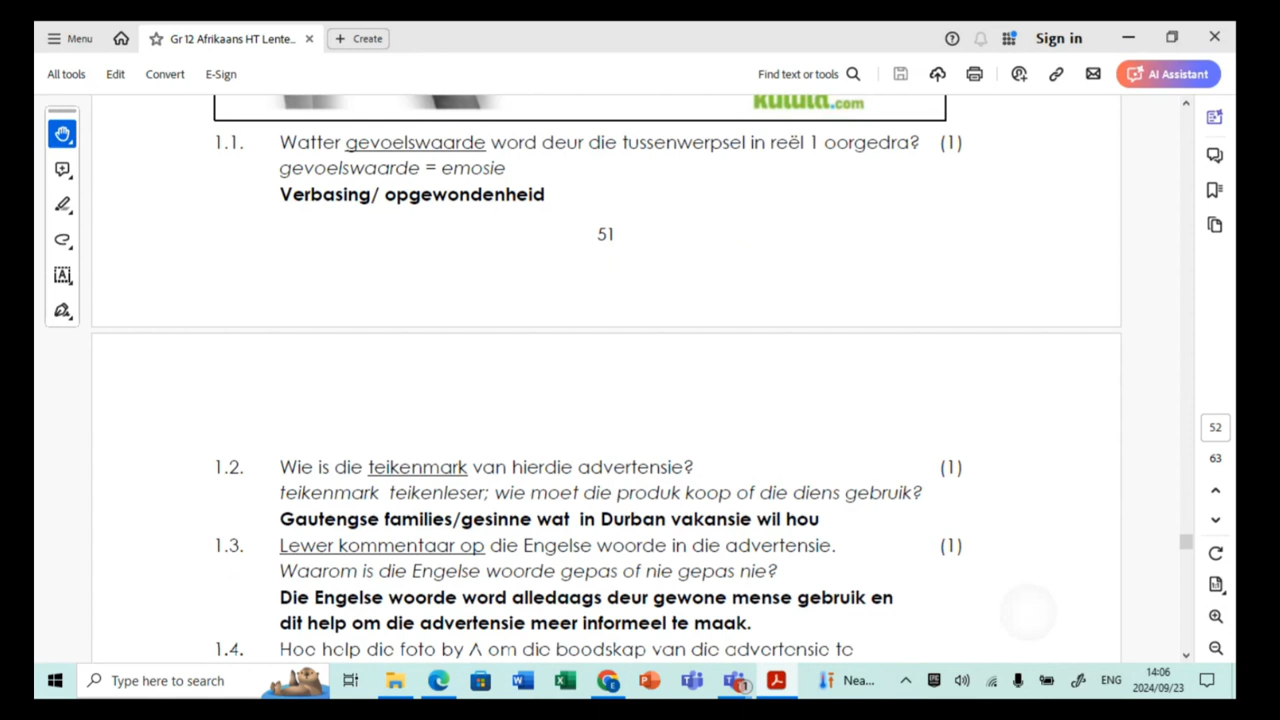 Menu
Gr 12 Afrikaans HT Lente...
Create
Sign in
All tools
Edit
Convert
E-Sign
Find text or tools
AI Assistant
kulula.com
1.1. Watter gevoelswaarde word deur die tussenwerpsel in reël 1 oorgedra? (1)
gevoelswaarde = emosie
Verbasing/ opgewondenheid
51
1.2. Wie is die teikenmark van hierdie advertensie? (1)
teikenmark teikenleser; wie moet die produk koop of die diens gebruik?
Gautengse families/gesinne wat in Durban vakansie wil hou
1.3. Lewer kommentaar op die Engelse woorde in die advertensie. (1)
Waarom is die Engelse woorde gepas of nie gepas nie?
Die Engelse woorde word alledaags deur gewone mense gebruik en
dit help om die advertensie meer informeel te maak.
1.4. Hoe help die foto by A om die boodskap van die advertensie te
52
63
Type here to search
Nea...
ENG
14:06
2024/09/23